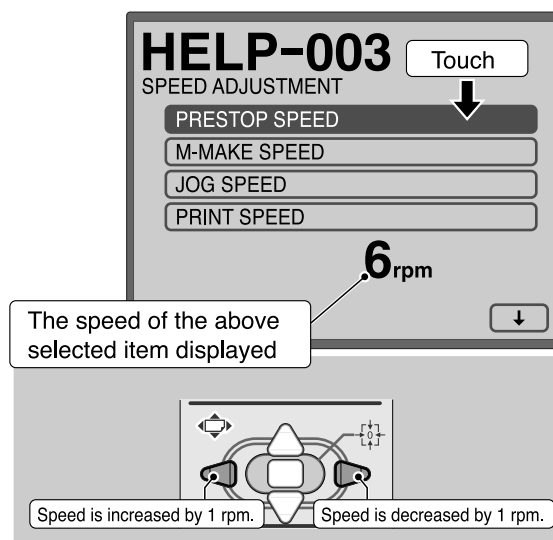 HELP-003
Touch
SPEED ADJUSTMENT
PRESTOP SPEED
M-MAKE SPEED
JOG SPEED
PRINT SPEED
6rpm
The speed of the above
selected item displayed
↓
0
Speed is increased by 1 rpm.
Speed is decreased by 1 rpm.